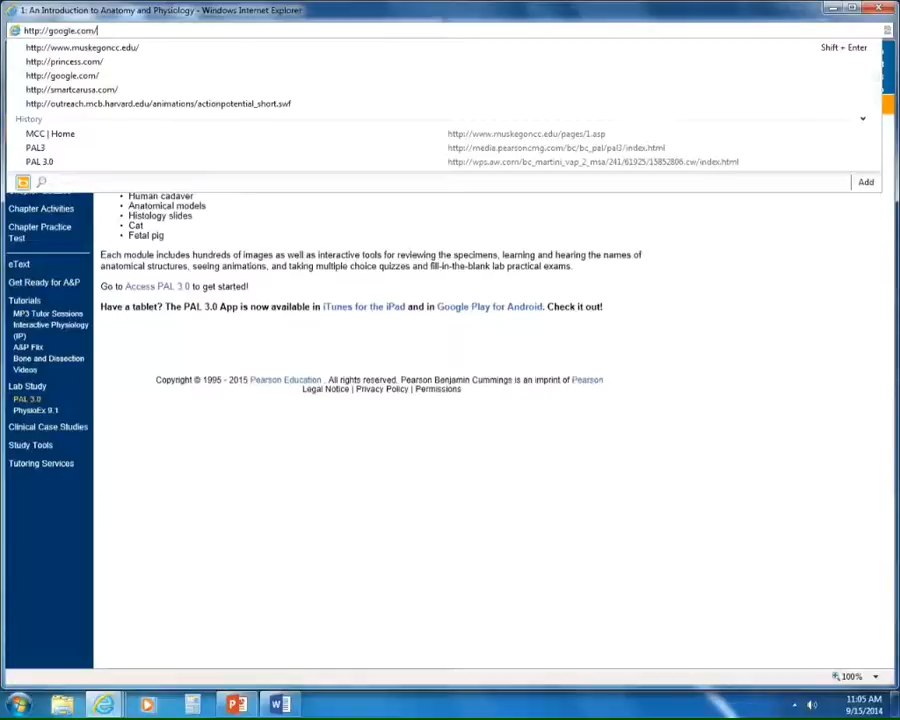 1: An Introduction to Anatomy and Physiology - Windows Internet Explorer
http://google.com/
http://www.muskegoncc.edu/ Shift + Enter
http://princess.com/
http://google.com/
http://smartcarusa.com/
http://outreach.mcb.harvard.edu/animations/actionpotential_short.swf
History
MCC | Home http://www.muskegoncc.edu/pages/1.asp
PAL3 http://media.pearsoncmg.com/bc/bc_pal/pal3/index.html
PAL 3.0 http://wps.aw.com/bc_martini_vap_2_msa/241/61925/15852806.cw/index.html
Add
Chapter Activities
Chapter Practice
Test
eText
Get Ready for A&P
Tutorials
MP3 Tutor Sessions
Interactive Physiology
(IP)
A&P Flix
Bone and Dissection
Videos
Lab Study
PAL 3.0
PhysioEx 9.1
Clinical Case Studies
Study Tools
Tutoring Services
• Human cadaver
• Anatomical models
• Histology slides
• Cat
• Fetal pig
Each module includes hundreds of images as well as interactive tools for reviewing the specimens, learning and hearing the names of
anatomical structures, seeing animations, and taking multiple choice quizzes and fill-in-the-blank lab practical exams.
Go to Access PAL 3.0 to get started!
Have a tablet? The PAL 3.0 App is now available in iTunes for the iPad and in Google Play for Android. Check it out!
Copyright © 1995 - 2015 Pearson Education . All rights reserved. Pearson Benjamin Cummings is an imprint of Pearson
Legal Notice | Privacy Policy | Permissions
100%
11:05 AM
9/15/2014